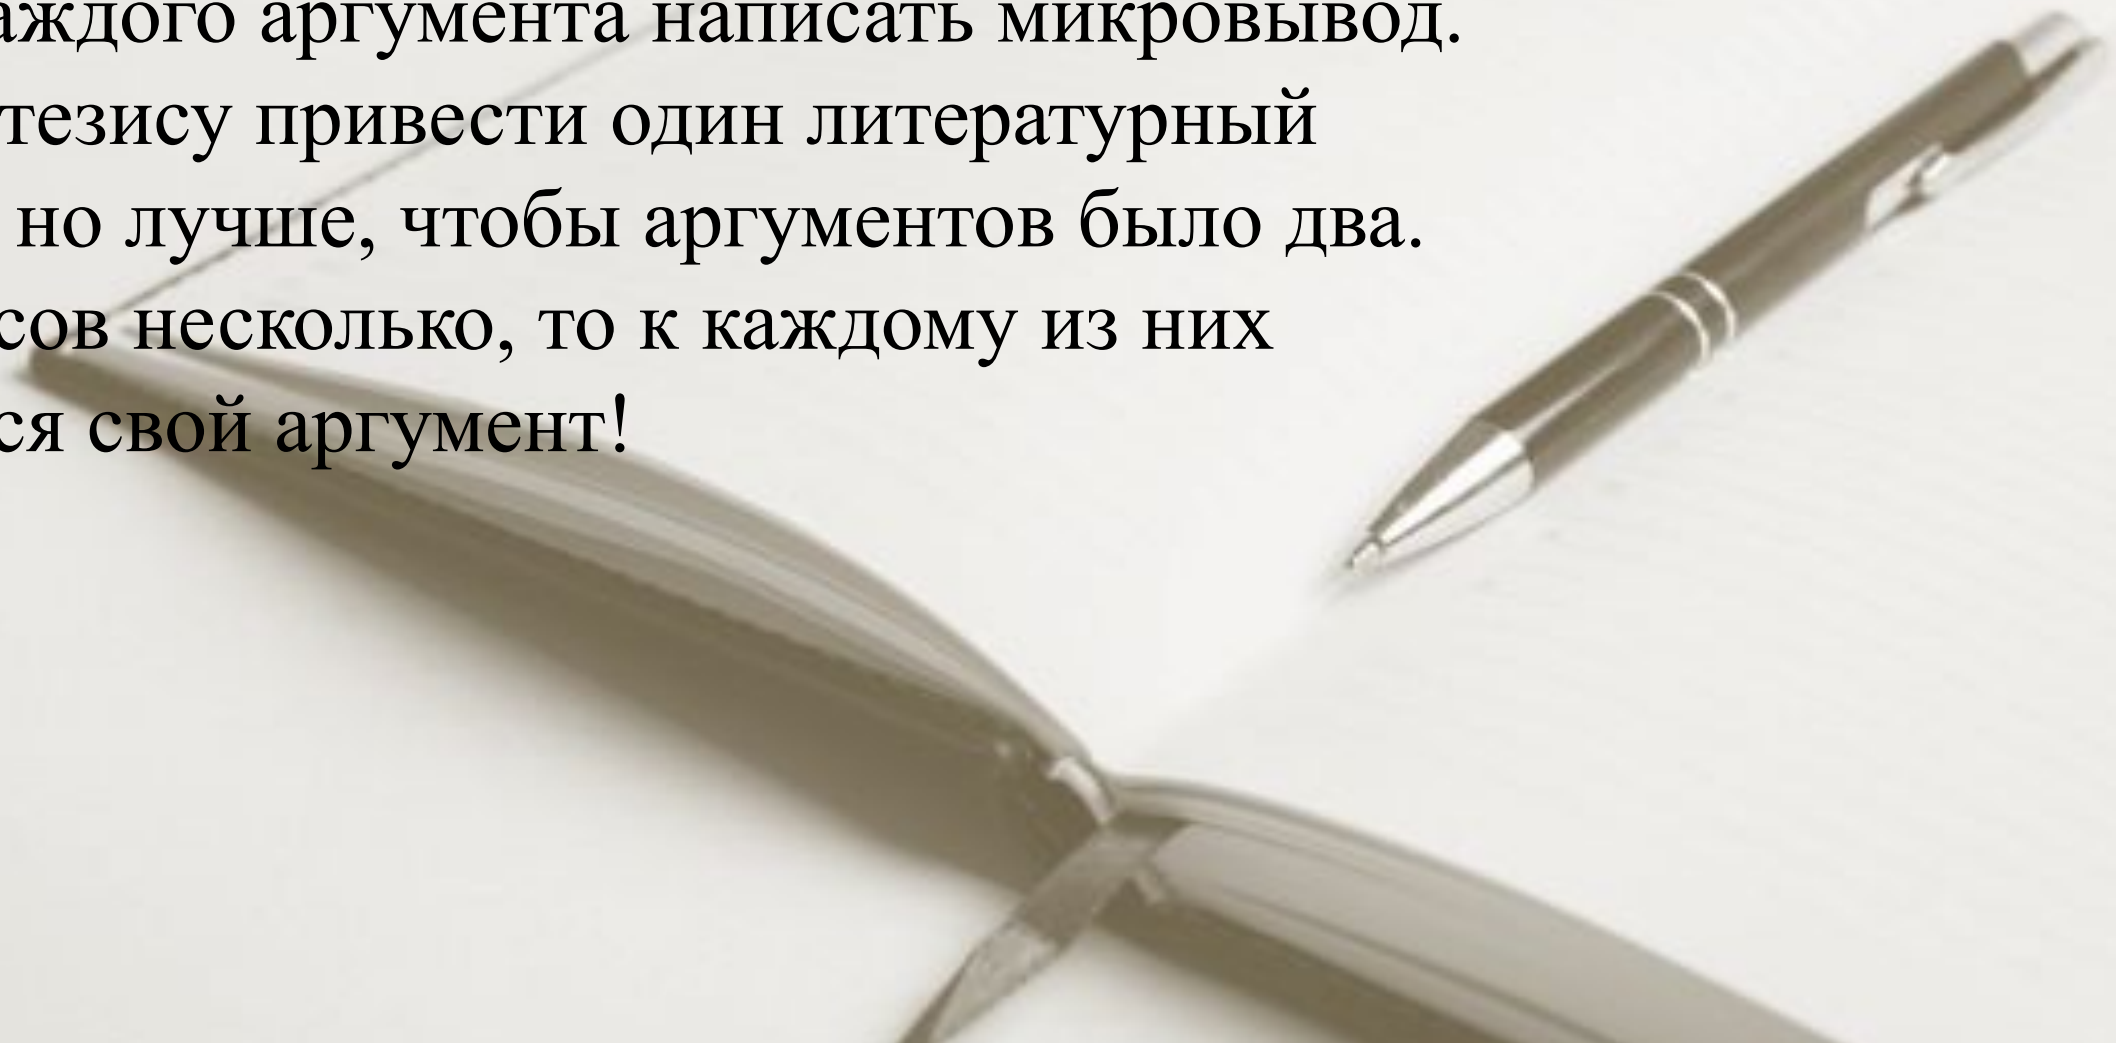 аждого аргумента написать микровывод.
тезису привести один литературный
но лучше, чтобы аргументов было два.
сов несколько, то к каждому из них
ся свой аргумент!